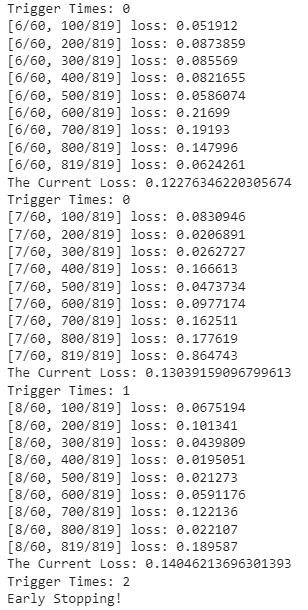 Trigger Times: 0
[6/60, 100/819] loss: 0.051912
[6/60, 200/819] loss: 0.0873859
[6/60, 300/819] loss: 0.085569
[6/60, 400/819] loss: 0.0821655
[6/60, 500/819] loss: 0.0586074
[6/60, 600/819] loss: 0.21699
[6/60, 700/819] loss: 0.19193
[6/60, 800/819] loss: 0.147996
[6/60, 819/819] loss: 0.0624261
The Current Loss: 0.12276346220305674
Trigger Times: 0
[7/60, 100/819] loss: 0.0830946
[7/60, 200/819] loss: 0.0206891
[7/60, 300/819] loss: 0.0262727
[7/60, 400/819] loss: 0.166613
[7/60, 500/819] loss: 0.0473734
[7/60, 600/819] loss: 0.0977174
[7/60, 700/819] loss: 0.162511
[7/60, 800/819] loss: 0.177619
[7/60, 819/819] loss: 0.864743
The Current Loss: 0.13039159096799613
Trigger Times: 1
[8/60, 100/819] loss: 0.0675194
[8/60, 200/819] loss: 0.101341
[8/60, 300/819] loss: 0.0439809
[8/60, 400/819] loss: 0.0195051
[8/60, 500/819] loss: 0.021273
[8/60, 600/819] loss: 0.0591176
[8/60, 700/819] loss: 0.122136
[8/60, 800/819] loss: 0.022107
[8/60, 819/819] loss: 0.189587
The Current Loss: 0.14046213696301393
Trigger Times: 2
Early Stopping!